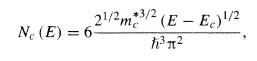 N_c (E) = 6 \frac{2^{1/2} m_c^{*3/2} (E - E_c)^{1/2}}{\hbar^3 \pi^2},